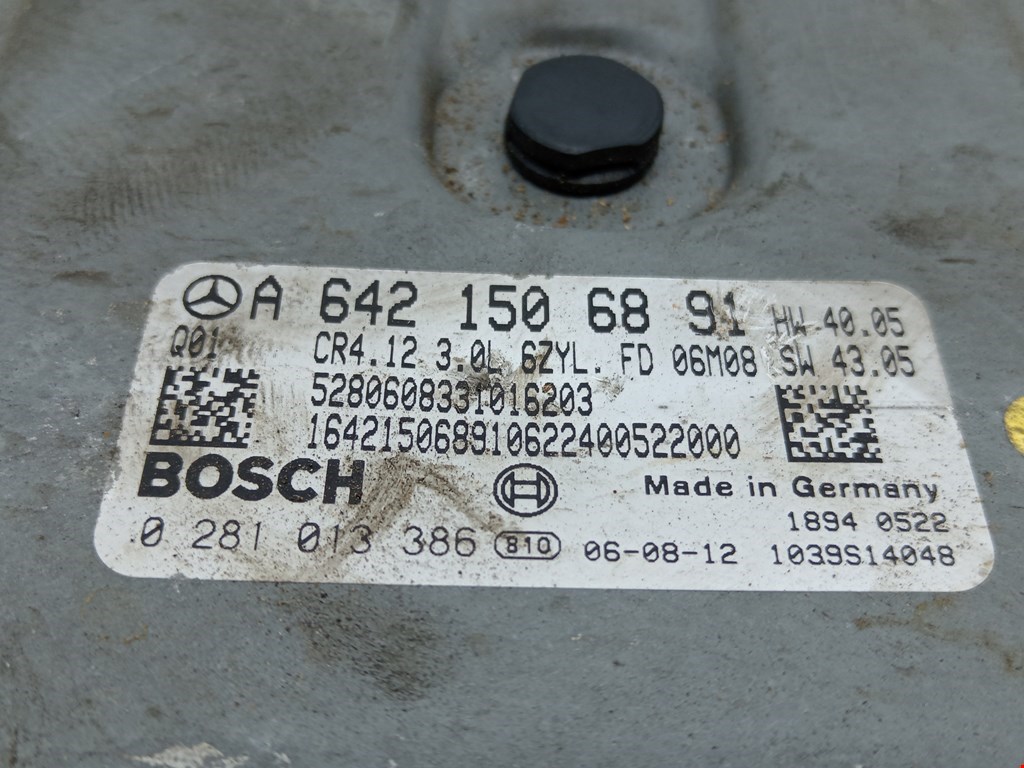 A 642 150 68 91 HW 40.05
Q01 CR4.12 3.0L 6ZYL. FD 06M08 SW 43.05
5280608331016203
164215068910622400522000
BOSCH Made in Germany
1894 0522
0 281 013 386 810 06-08-12 1039S14048